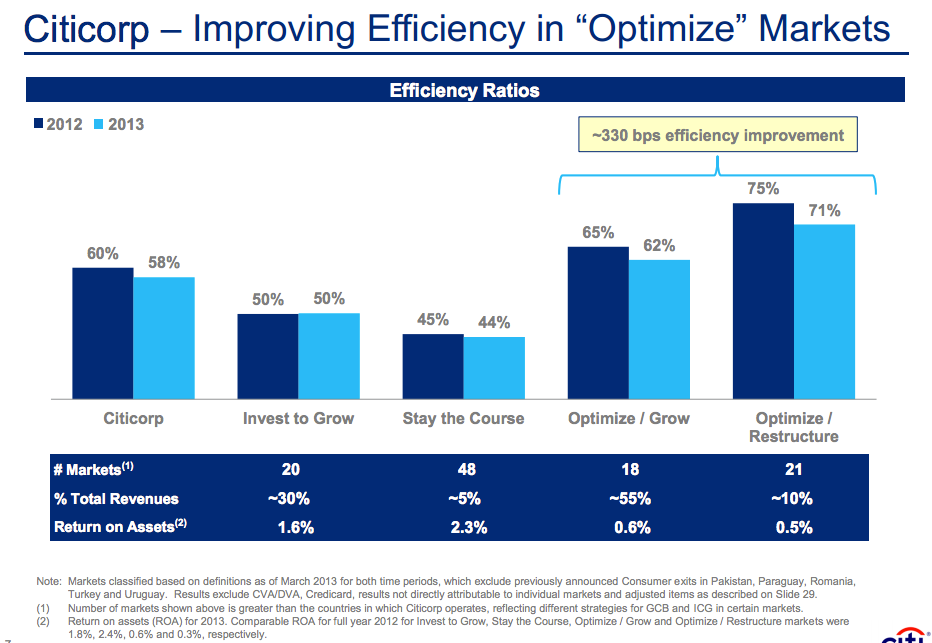 Citicorp – Improving Efficiency in “Optimize” Markets
Efficiency Ratios
2012 2013
~330 bps efficiency improvement
60% 58% 50% 50% 45% 44% 65% 62% 75% 71%
Citicorp Invest to Grow Stay the Course Optimize / Grow Optimize /
Restructure
# Markets(1) 20 48 18 21
% Total Revenues ~30% ~5% ~55% ~10%
Return on Assets(2) 1.6% 2.3% 0.6% 0.5%
Note: Markets classified based on definitions as of March 2013 for both time periods, which exclude previously announced Consumer exits in Pakistan, Paraguay, Romania,
Turkey and Uruguay. Results exclude CVA/DVA, Credicard, results not directly attributable to individual markets and adjusted items as described on Slide 29.
(1) Number of markets shown above is greater than the countries in which Citicorp operates, reflecting different strategies for GCB and ICG in certain markets.
(2) Return on assets (ROA) for 2013. Comparable ROA for full year 2012 for Invest to Grow, Stay the Course, Optimize / Grow and Optimize / Restructure markets were
1.8%, 2.4%, 0.6% and 0.3%, respectively.
citi®